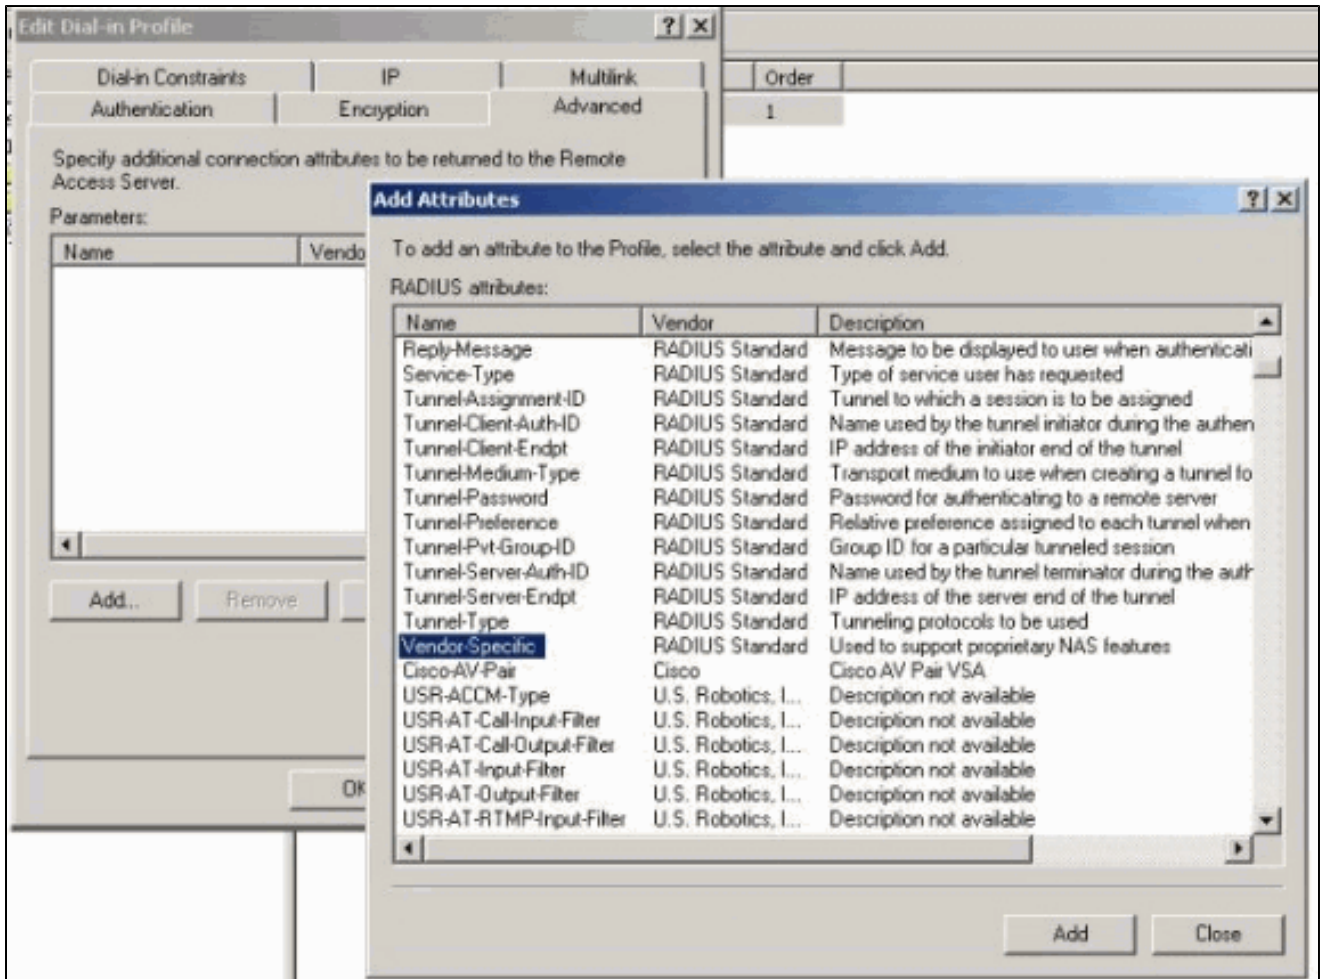 Edit Dial-in Profile
Dial-in Constraints IP Multilink
Authentication Encryption Advanced
Order
1
Specify additional connection attributes to be returned to the Remote
Access Server.
Parameters:
Name Vendo
Add... Remove
OK
Add Attributes
To add an attribute to the Profile, select the attribute and click Add.
RADIUS attributes:
Name Vendor Description
Reply-Message RADIUS Standard Message to be displayed to user when authenticati
Service-Type RADIUS Standard Type of service user has requested
Tunnel-Assignment-ID RADIUS Standard Tunnel to which a session is to be assigned
Tunnel-Client-Auth-ID RADIUS Standard Name used by the tunnel initiator during the authen
Tunnel-Client-Endpt RADIUS Standard IP address of the initiator end of the tunnel
Tunnel-Medium-Type RADIUS Standard Transport medium to use when creating a tunnel fo
Tunnel-Password RADIUS Standard Password for authenticating to a remote server
Tunnel-Preference RADIUS Standard Relative preference assigned to each tunnel when
Tunnel-Pvt-Group-ID RADIUS Standard Group ID for a particular tunneled session
Tunnel-Server-Auth-ID RADIUS Standard Name used by the tunnel terminator during the auth
Tunnel-Server-Endpt RADIUS Standard IP address of the server end of the tunnel
Tunnel-Type RADIUS Standard Tunneling protocols to be used
Vendor-Specific RADIUS Standard Used to support proprietary NAS features
Cisco-AV-Pair Cisco Cisco AV Pair VSA
USR-ACCM-Type U.S. Robotics, I... Description not available
USR-AT-Call-Input-Filter U.S. Robotics, I... Description not available
USR-AT-Call-Output-Filter U.S. Robotics, I... Description not available
USR-AT-Input-Filter U.S. Robotics, I... Description not available
USR-AT-Output-Filter U.S. Robotics, I... Description not available
USR-AT-RTMP-Input-Filter U.S. Robotics, I... Description not available
Add Close